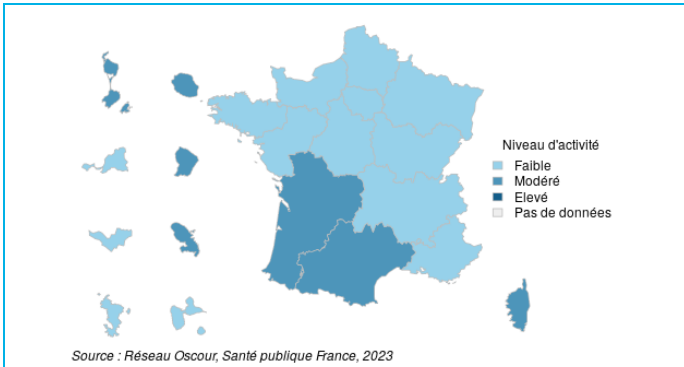 Niveau d'activité
Faible
Modéré
Elevé
Pas de données
Source : Réseau Oscour, Santé publique France, 2023